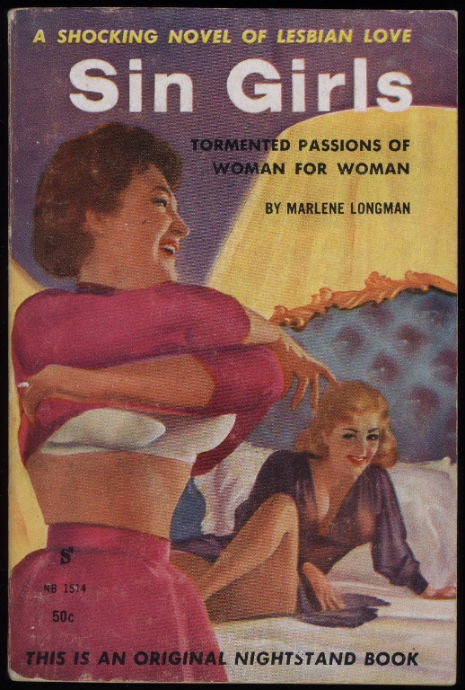 A SHOCKING NOVEL OF LESBIAN LOVE
Sin Girls
TORMENTED PASSIONS OF
WOMAN FOR WOMAN
BY MARLENE LONGMAN
S
NB 1514
50c
THIS IS AN ORIGINAL NIGHTSTAND BOOK